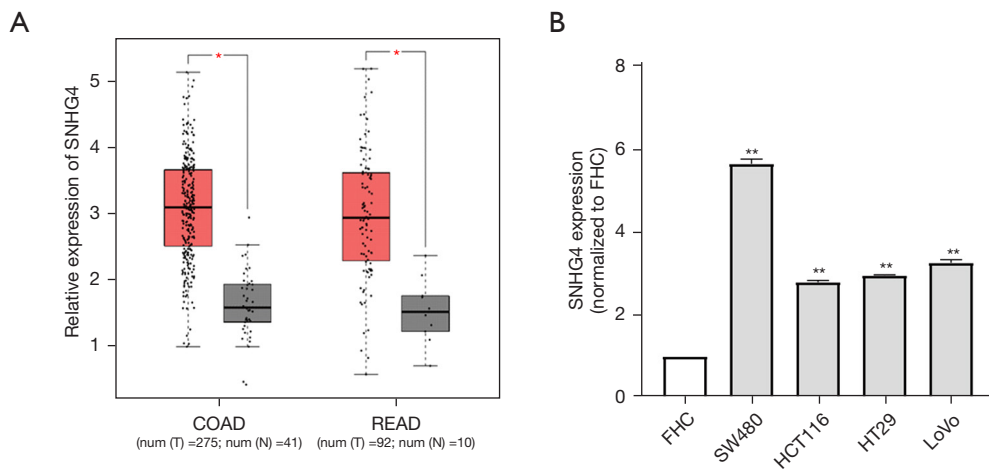 A
Relative expression of SNHG4
5
4
3
2
1
*
*
COAD
(num (T) =275; num (N) =41)
READ
(num (T) =92; num (N) =10)
B
SNHG4 expression
(normalized to FHC)
8
6
4
2
0
**
**
**
**
FHC
SW480
HCT116
HT29
LoVo